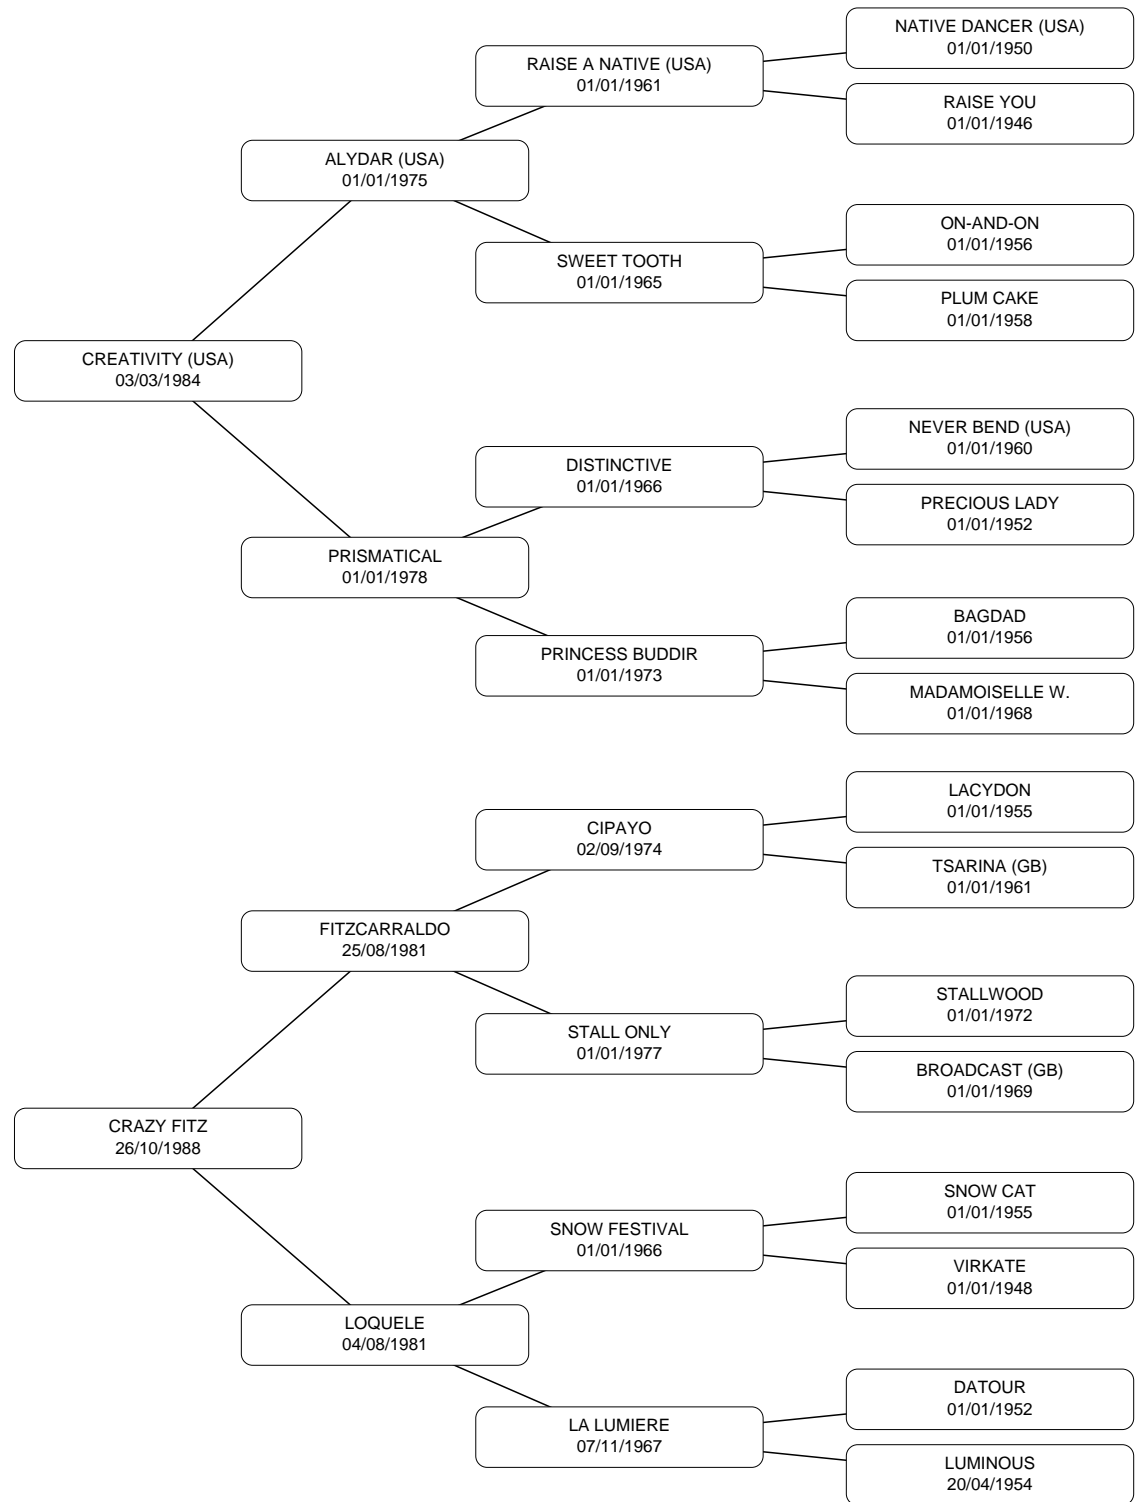 NATIVE DANCER (USA)
01/01/1950
RAISE A NATIVE (USA)
01/01/1961
RAISE YOU
01/01/1946
ALYDAR (USA)
01/01/1975
ON-AND-ON
01/01/1956
SWEET TOOTH
01/01/1965
PLUM CAKE
01/01/1958
CREATIVITY (USA)
03/03/1984
NEVER BEND (USA)
01/01/1960
DISTINCTIVE
01/01/1966
PRECIOUS LADY
01/01/1952
PRISMATICAL
01/01/1978
BAGDAD
01/01/1956
PRINCESS BUDDIR
01/01/1973
MADAMOISELLE W.
01/01/1968
LACYDON
01/01/1955
CIPAYO
02/09/1974
TSARINA (GB)
01/01/1961
FITZCARRALDO
25/08/1981
STALLWOOD
01/01/1972
STALL ONLY
01/01/1977
BROADCAST (GB)
01/01/1969
CRAZY FITZ
26/10/1988
SNOW CAT
01/01/1955
SNOW FESTIVAL
01/01/1966
VIRKATE
01/01/1948
LOQUELE
04/08/1981
DATOUR
01/01/1952
LA LUMIERE
07/11/1967
LUMINOUS
20/04/1954